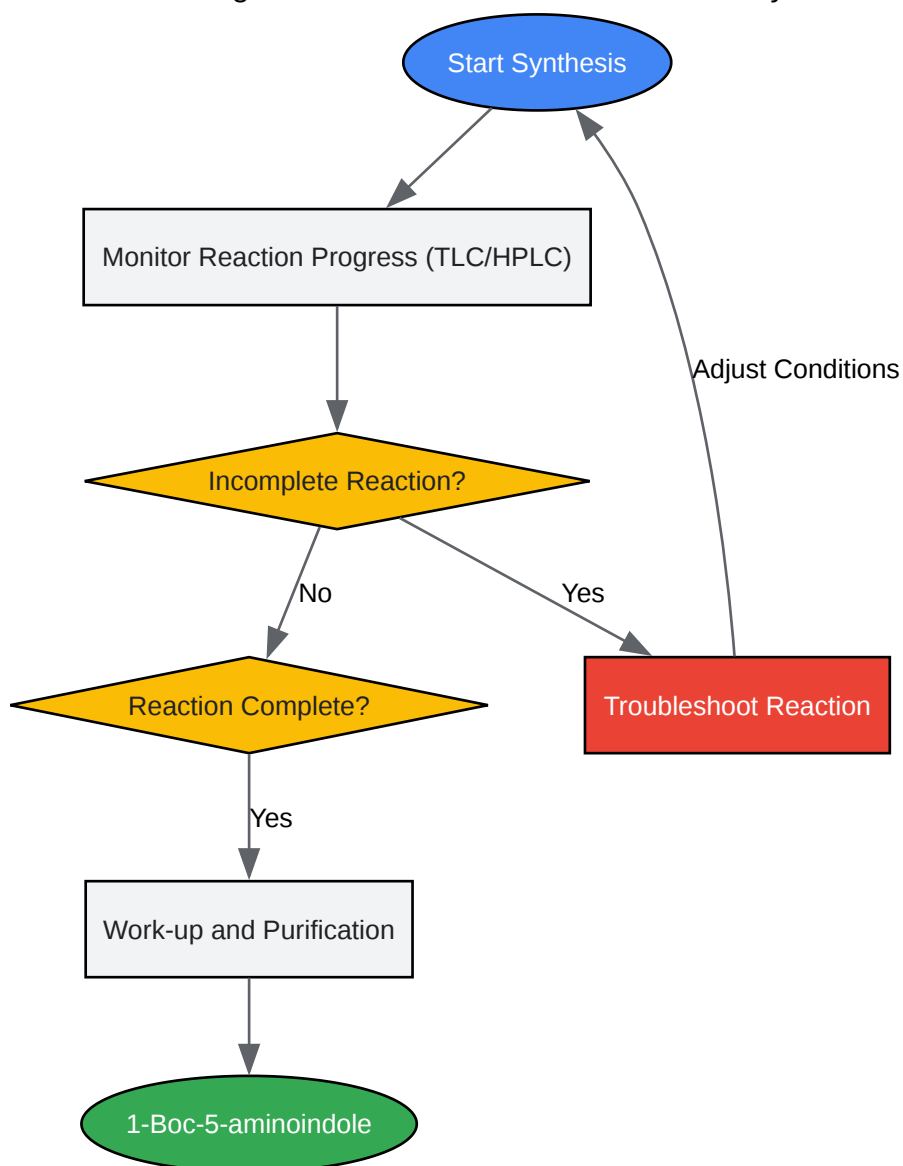 Start Synthesis
Monitor Reaction Progress (TLC/HPLC)
Adjust Conditions
Incomplete Reaction?
No
Yes
Reaction Complete?
Troubleshoot Reaction
Yes
Work-up and Purification
1-Boc-5-aminoindole